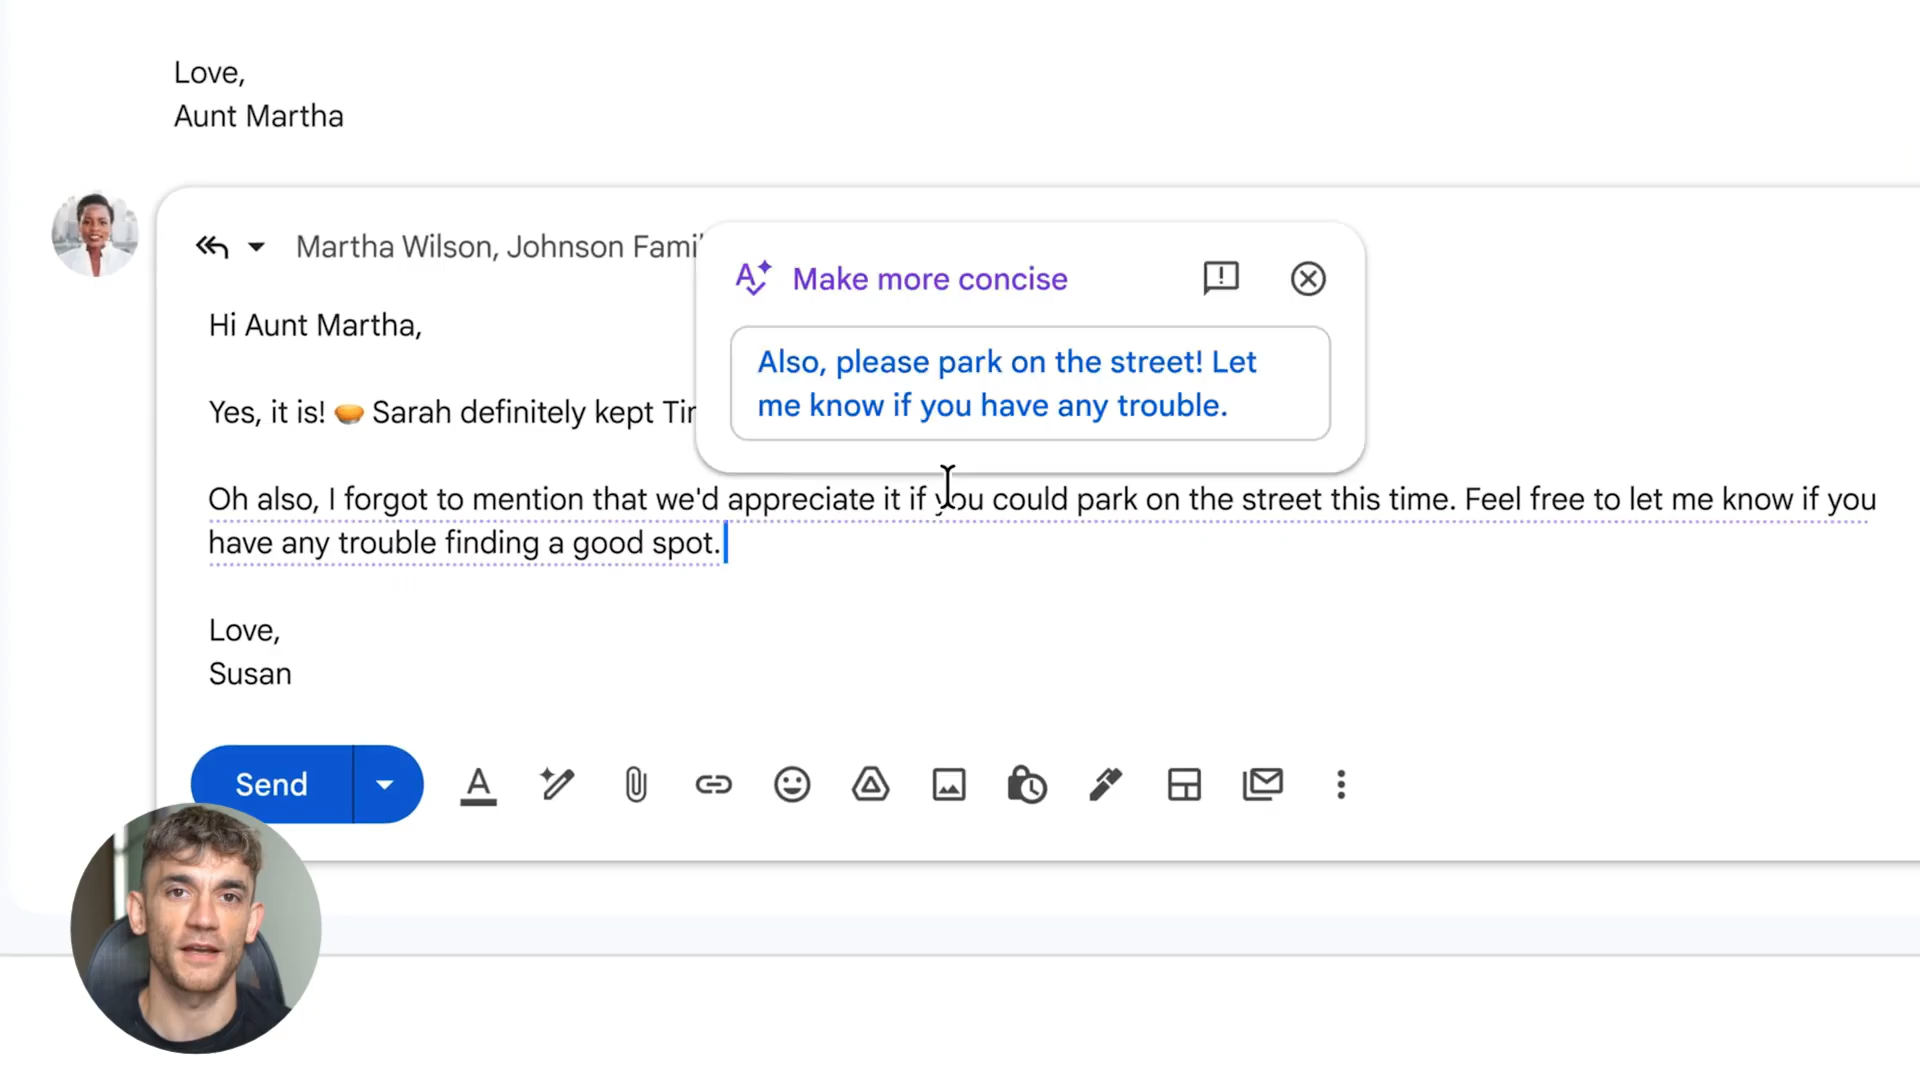 Love,
Aunt Martha
Martha Wilson, Johnson Fami
Make more concise
Also, please park on the street! Let
me know if you have any trouble.
Hi Aunt Martha,
Yes, it is! 🥧 Sarah definitely kept
Oh also, I forgot to mention that we'd appreciate it if you could park on the street this time. Feel free to let me know if you
have any trouble finding a good spot.
Love,
Susan
Send